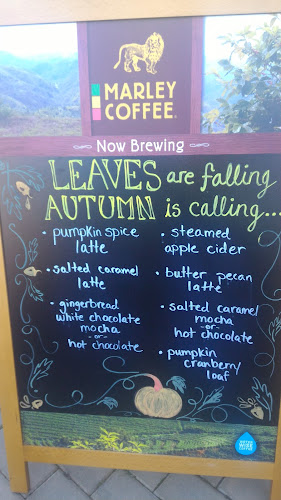 MARLEY
COFFEE
Now Brewing
LEAVES are falling
AUTUMN is calling...
• pumpkin spice
latte
• salted caramel
latte
• gingerbread
white chocolate
mocha
-or-
hot chocolate
• steamed
apple cider
• butter pecan
latte
• salted caramel
mocha
-or-
hot chocolate
• pumpkin
cranberry
loaf